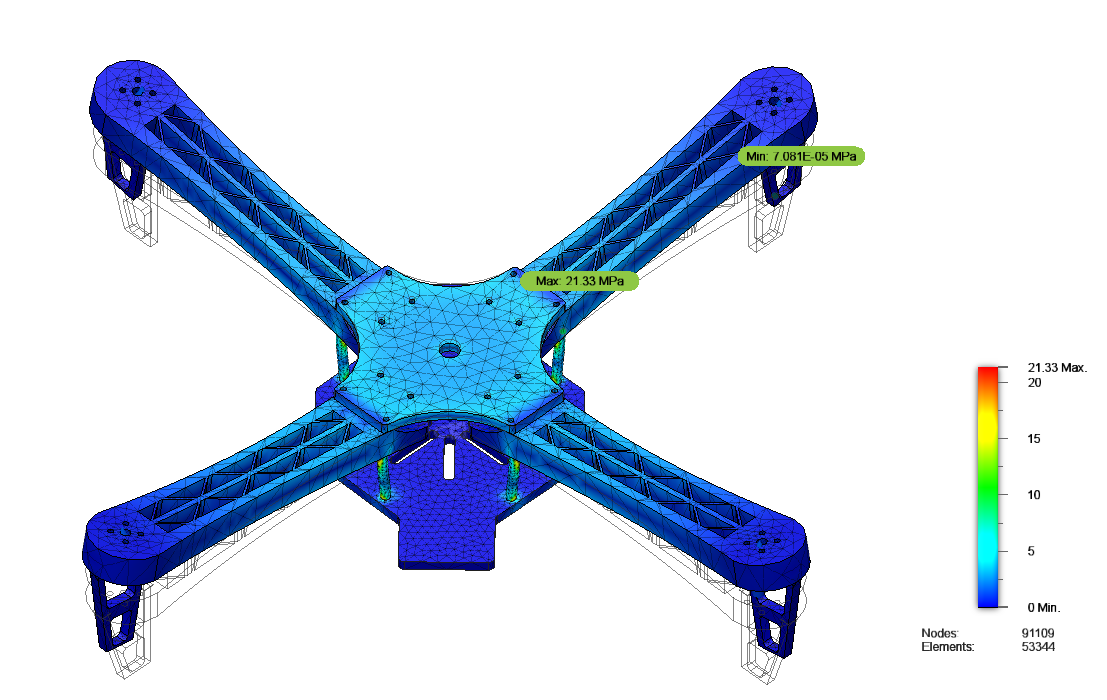 Min: 7.081E-05 MPa
Max: 21.33 MPa
21.33 Max.
20
15
10
5
0 Min.
Nodes: 91109
Elements: 53344